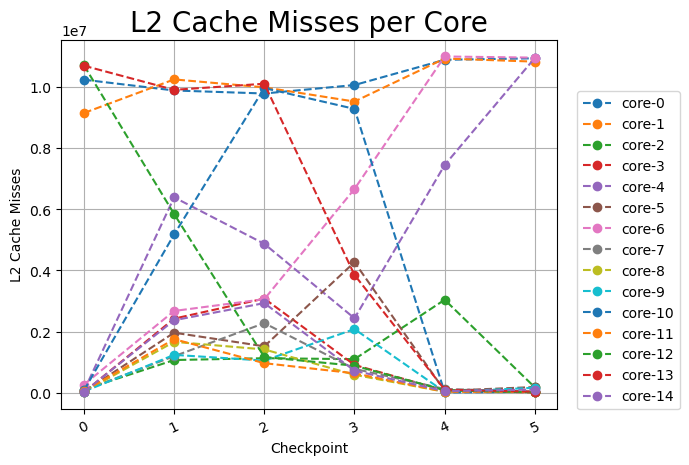 L2 Cache Misses per Core
1e7
1.0
0.8
0.6
0.4
0.2
0.0
L2 Cache Misses
0 1 2 3 4 5
Checkpoint
core-0
core-1
core-2
core-3
core-4
core-5
core-6
core-7
core-8
core-9
core-10
core-11
core-12
core-13
core-14